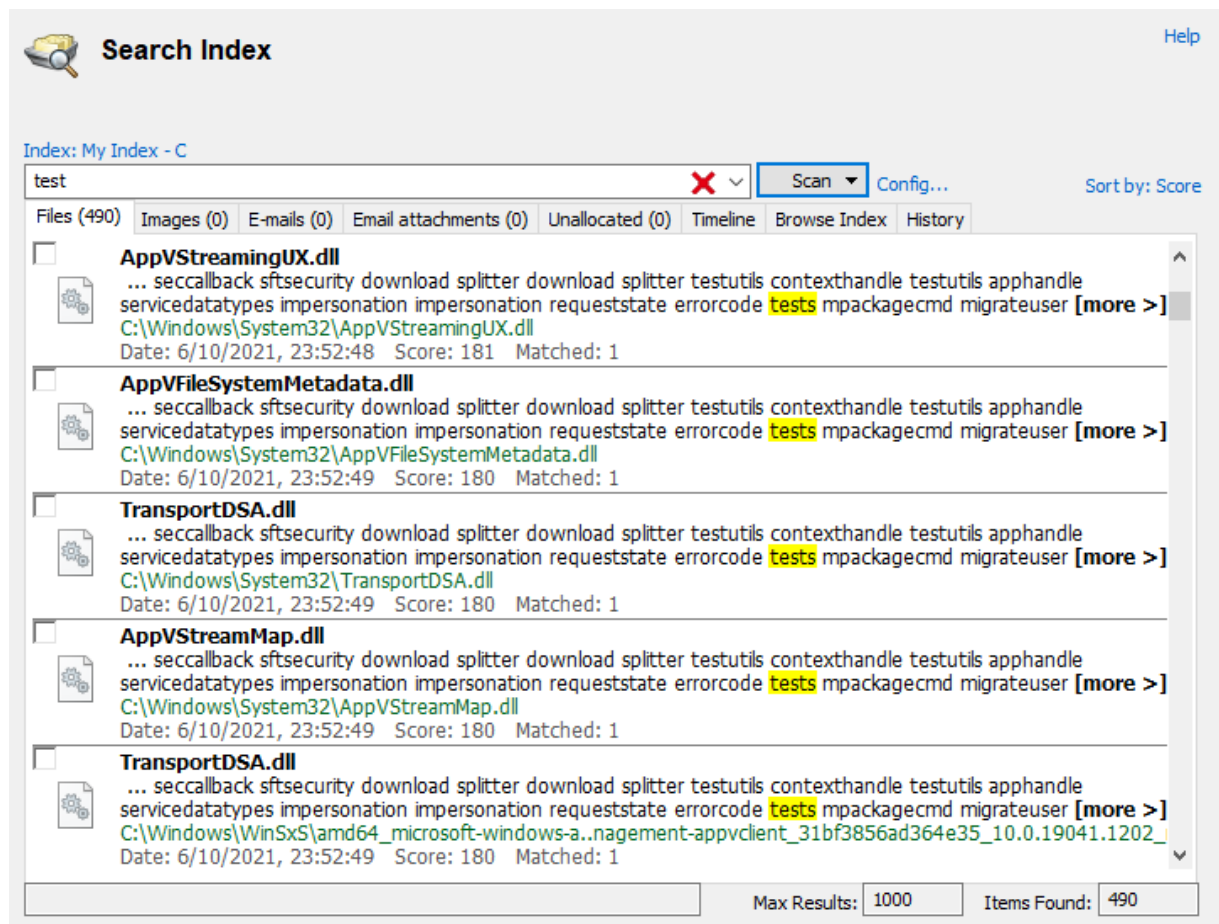 Search Index
Help
Index: My Index - C
test
Scan
Config...
Sort by: Score
Files (490) Images (0) E-mails (0) Email attachments (0) Unallocated (0) Timeline Browse Index History
AppVStreamingUX.dll
... seccallback sftsecurity download splitter download splitter testutils contexthandle testutils apphandle
servicedatatypes impersonation impersonation requeststate errorcode tests mpackagecmd migrateuser [more >]
C:\Windows\System32\AppVStreamingUX.dll
Date: 6/10/2021, 23:52:48 Score: 181 Matched: 1
AppVFileSystemMetadata.dll
... seccallback sftsecurity download splitter download splitter testutils contexthandle testutils apphandle
servicedatatypes impersonation impersonation requeststate errorcode tests mpackagecmd migrateuser [more >]
C:\Windows\System32\AppVFileSystemMetadata.dll
Date: 6/10/2021, 23:52:49 Score: 180 Matched: 1
TransportDSA.dll
... seccallback sftsecurity download splitter download splitter testutils contexthandle testutils apphandle
servicedatatypes impersonation impersonation requeststate errorcode tests mpackagecmd migrateuser [more >]
C:\Windows\System32\TransportDSA.dll
Date: 6/10/2021, 23:52:49 Score: 180 Matched: 1
AppVStreamMap.dll
... seccallback sftsecurity download splitter download splitter testutils contexthandle testutils apphandle
servicedatatypes impersonation impersonation requeststate errorcode tests mpackagecmd migrateuser [more >]
C:\Windows\System32\AppVStreamMap.dll
Date: 6/10/2021, 23:52:49 Score: 180 Matched: 1
TransportDSA.dll
... seccallback sftsecurity download splitter download splitter testutils contexthandle testutils apphandle
servicedatatypes impersonation impersonation requeststate errorcode tests mpackagecmd migrateuser [more >]
C:\Windows\WinSxS\amd64_microsoft-windows-a..nagement-appvclient_31bf3856ad364e35_10.0.19041.1202_
Date: 6/10/2021, 23:52:49 Score: 180 Matched: 1
Max Results: 1000 Items Found: 490